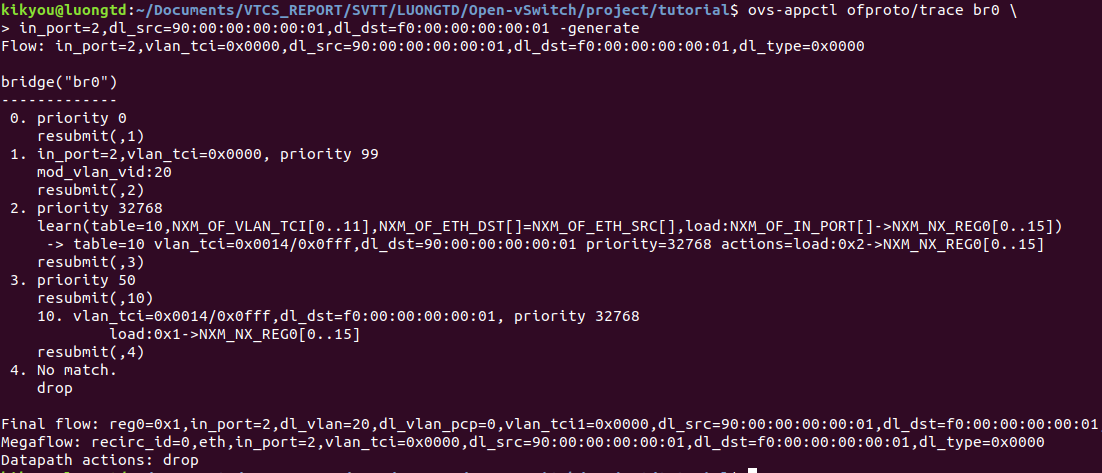 kikyou@luongtd:~/Documents/VTCS_REPORT/SVTT/LUONGTD/Open-vSwitch/project/tutorial$ ovs-appctl ofproto/trace br0 \
> in_port=2,dl_src=90:00:00:00:00:01,dl_dst=f0:00:00:00:00:01 -generate
Flow: in_port=2,vlan_tci=0x0000,dl_src=90:00:00:00:00:01,dl_dst=f0:00:00:00:00:01,dl_type=0x0000
bridge("br0")
-------------
0. priority 0
resubmit(,1)
1. in_port=2,vlan_tci=0x0000, priority 99
mod_vlan_vid:20
resubmit(,2)
2. priority 32768
learn(table=10,NXM_OF_VLAN_TCI[0..11],NXM_OF_ETH_DST[]=NXM_OF_ETH_SRC[],load:NXM_OF_IN_PORT[]->NXM_NX_REG0[0..15])
-> table=10 vlan_tci=0x0014/0x0fff,dl_dst=90:00:00:00:00:01 priority=32768 actions=load:0x2->NXM_NX_REG0[0..15]
resubmit(,3)
3. priority 50
resubmit(,10)
10. vlan_tci=0x0014/0x0fff,dl_dst=f0:00:00:00:00:01, priority 32768
load:0x1->NXM_NX_REG0[0..15]
resubmit(,4)
4. No match.
drop
Final flow: reg0=0x1,in_port=2,dl_vlan=20,dl_vlan_pcp=0,vlan_tci1=0x0000,dl_src=90:00:00:00:00:01,dl_dst=f0:00:00:00:00:01
Megaflow: recirc_id=0,eth,in_port=2,vlan_tci=0x0000,dl_src=90:00:00:00:00:01,dl_dst=f0:00:00:00:00:01,dl_type=0x0000
Datapath actions: drop